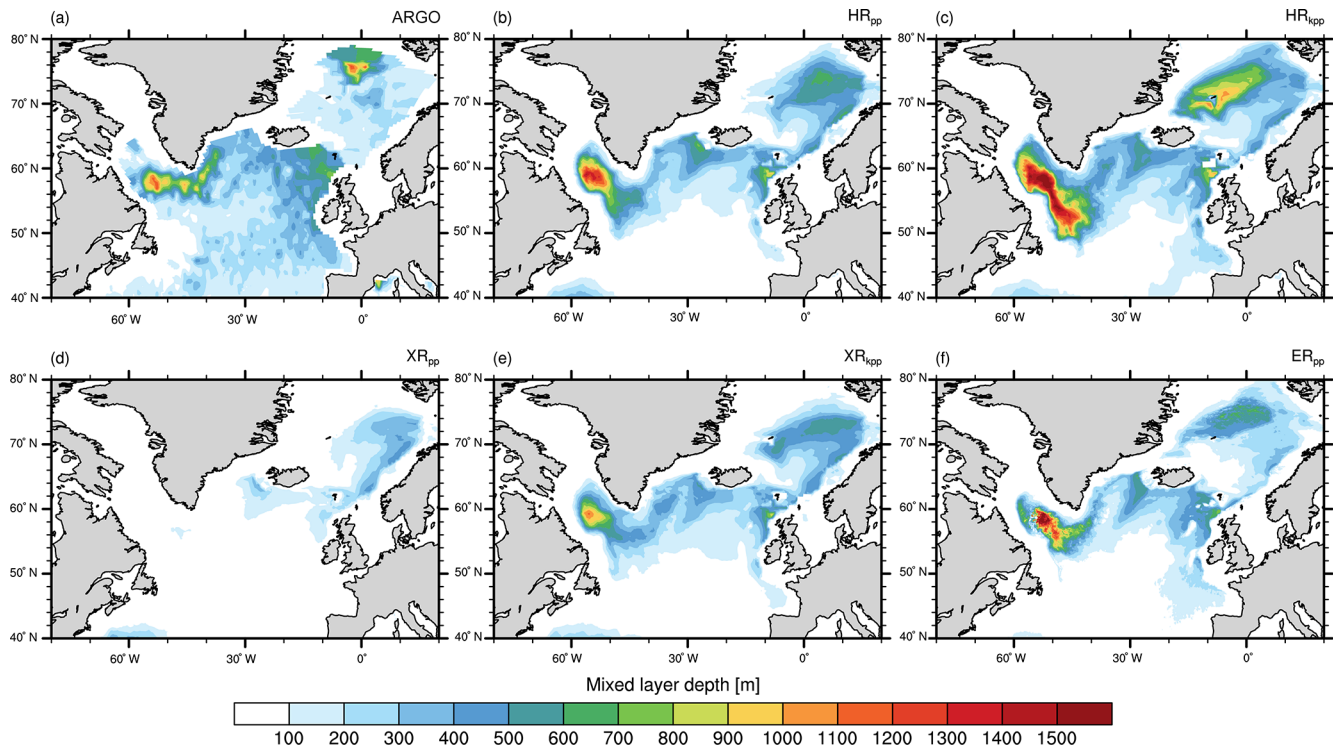 (a) ARGO (b) HRpp (c) HRkpp
80° N 80° N 80° N
70° N 70° N 70° N
60° N 60° N 60° N
50° N 50° N 50° N
40° N 40° N 40° N
60° W 30° W 0° 60° W 30° W 0° 60° W 30° W 0°
(d) XRpp (e) XRkpp (f) ERpp
80° N 80° N 80° N
70° N 70° N 70° N
60° N 60° N 60° N
50° N 50° N 50° N
40° N 40° N 40° N
60° W 30° W 0° 60° W 30° W 0° 60° W 30° W 0°
Mixed layer depth [m]
100 200 300 400 500 600 700 800 900 1000 1100 1200 1300 1400 1500